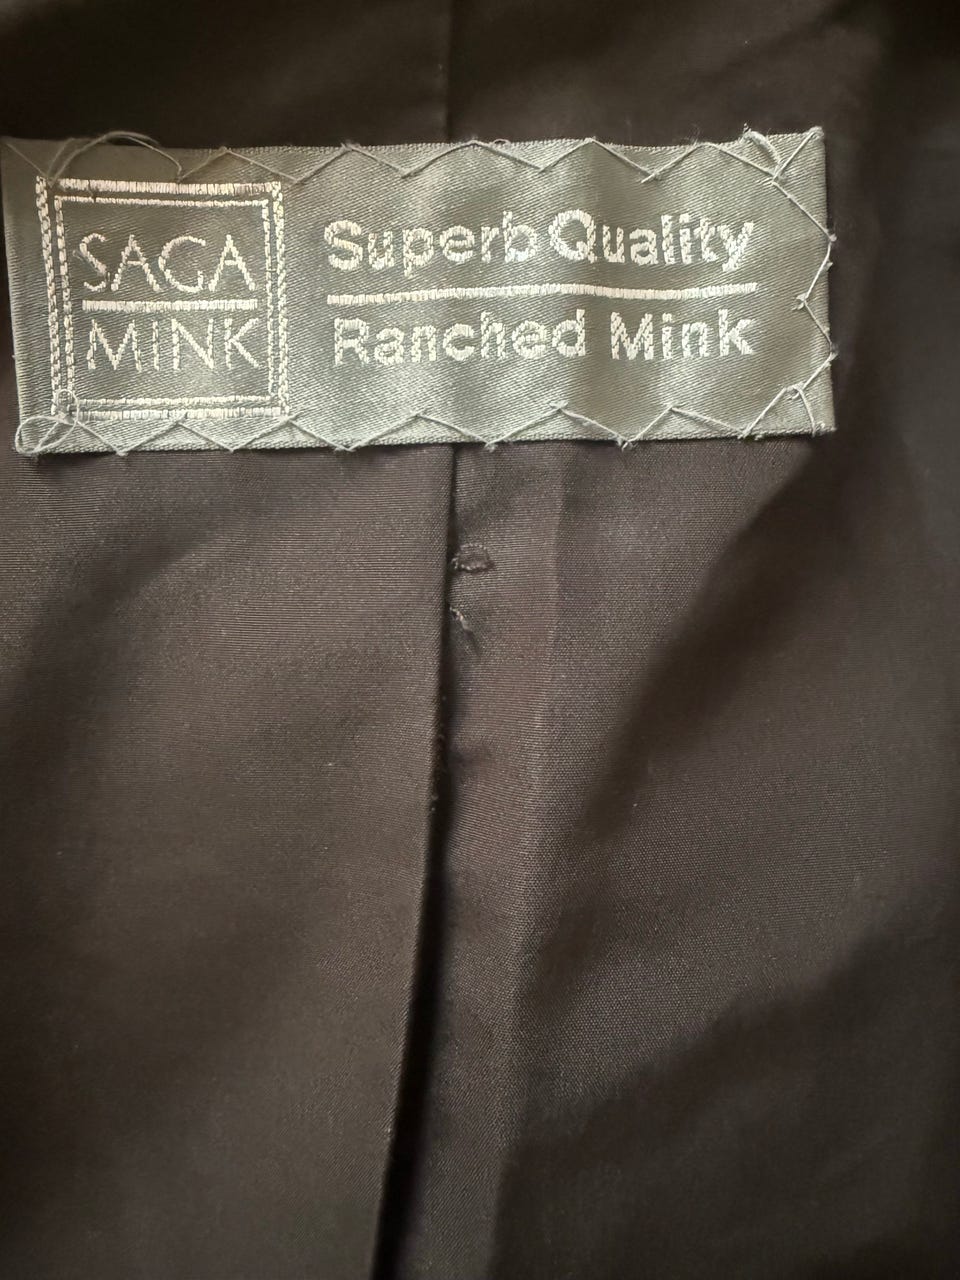 SAGA
MINK
Superb Quality
Ranched Mink